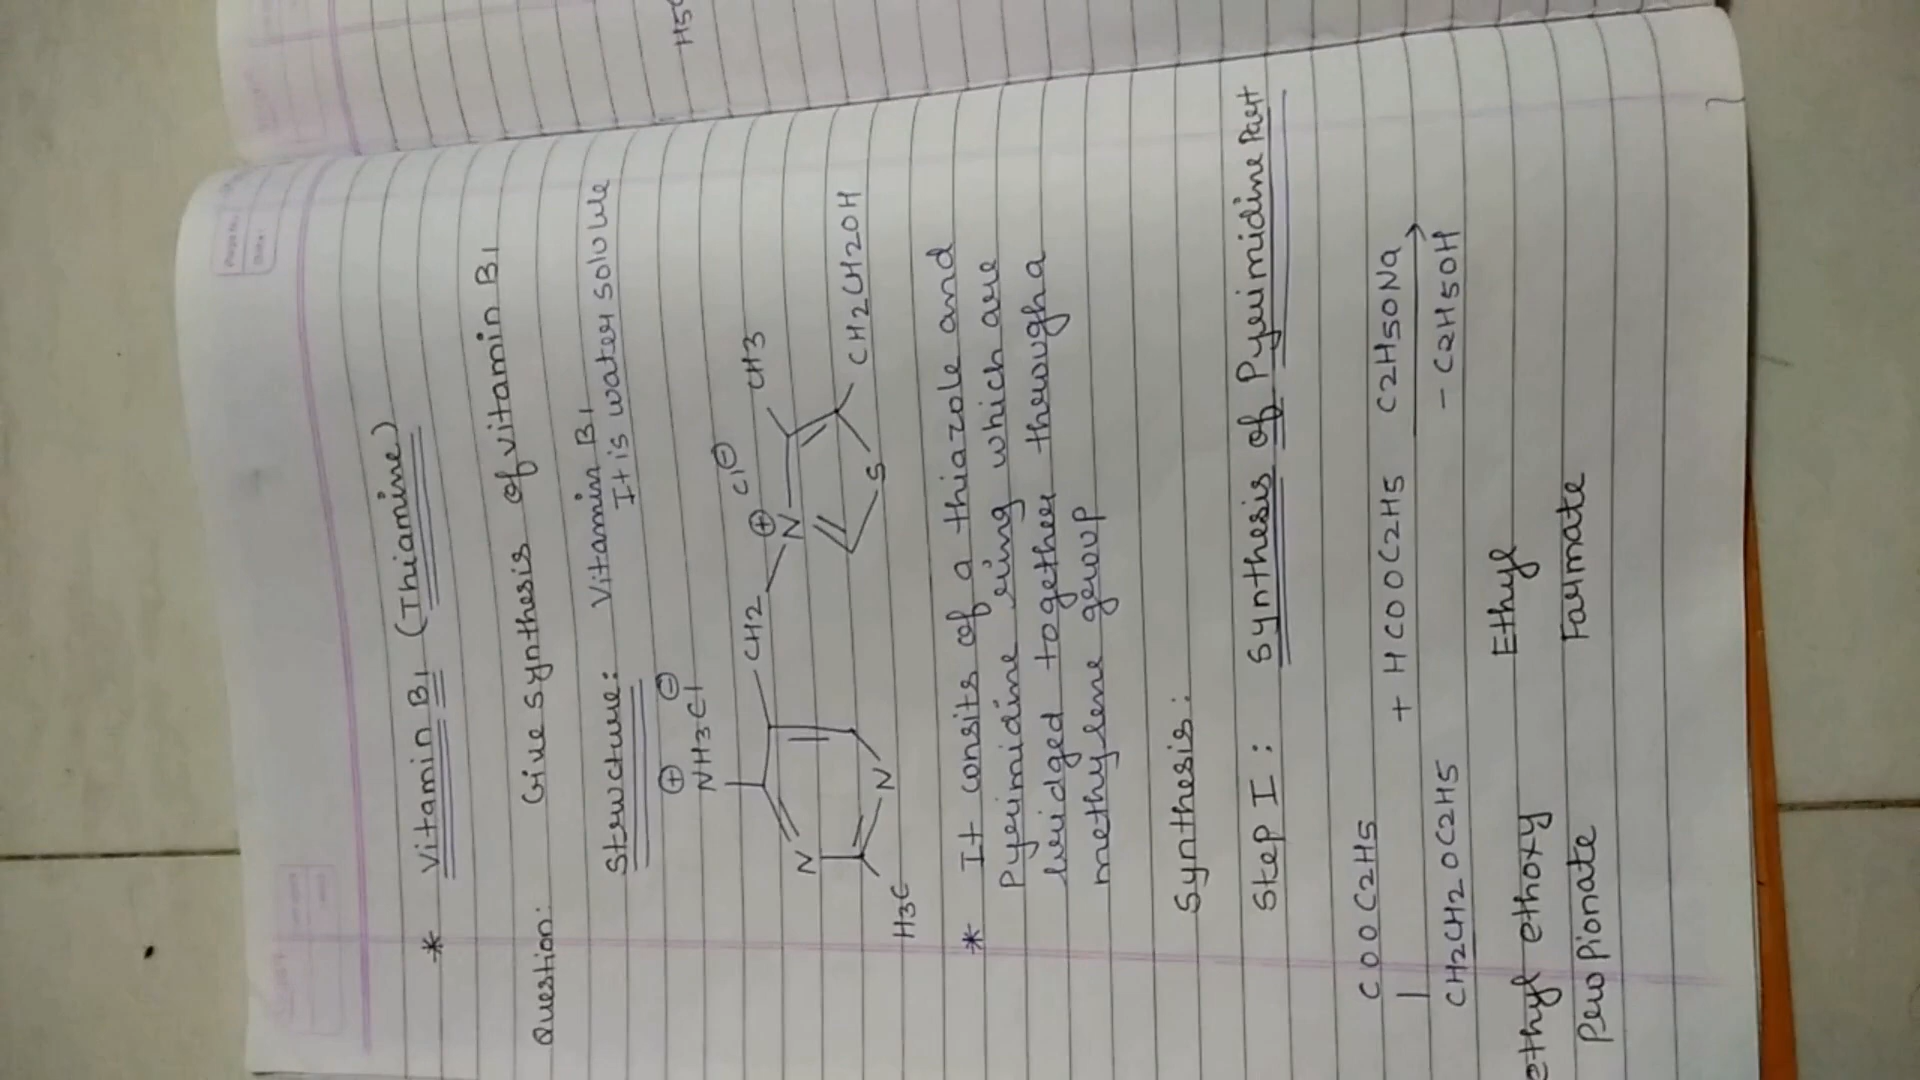 * Vitamin B1 (Thiamine)
Question: Give synthesis of vitamin B1
Structure: Vitamin B1
It is water soluble
⊕ ⊖
NH3Cl
CH2 N ⊕ Cl⊖ CH3
N N S CH2CH2OH
H3C
* It consits of a thiazole and
Pyrimidine ring which are
bridged together through a
methylene group
Synthesis:
Step I: Synthesis of Pyrimidine Part
COOC2H5 + HCOOC2H5 C2H5ONa
CH2CH2OC2H5 - C2H5OH
ethyl ethoxy Ethyl
Propionate Formate
H5